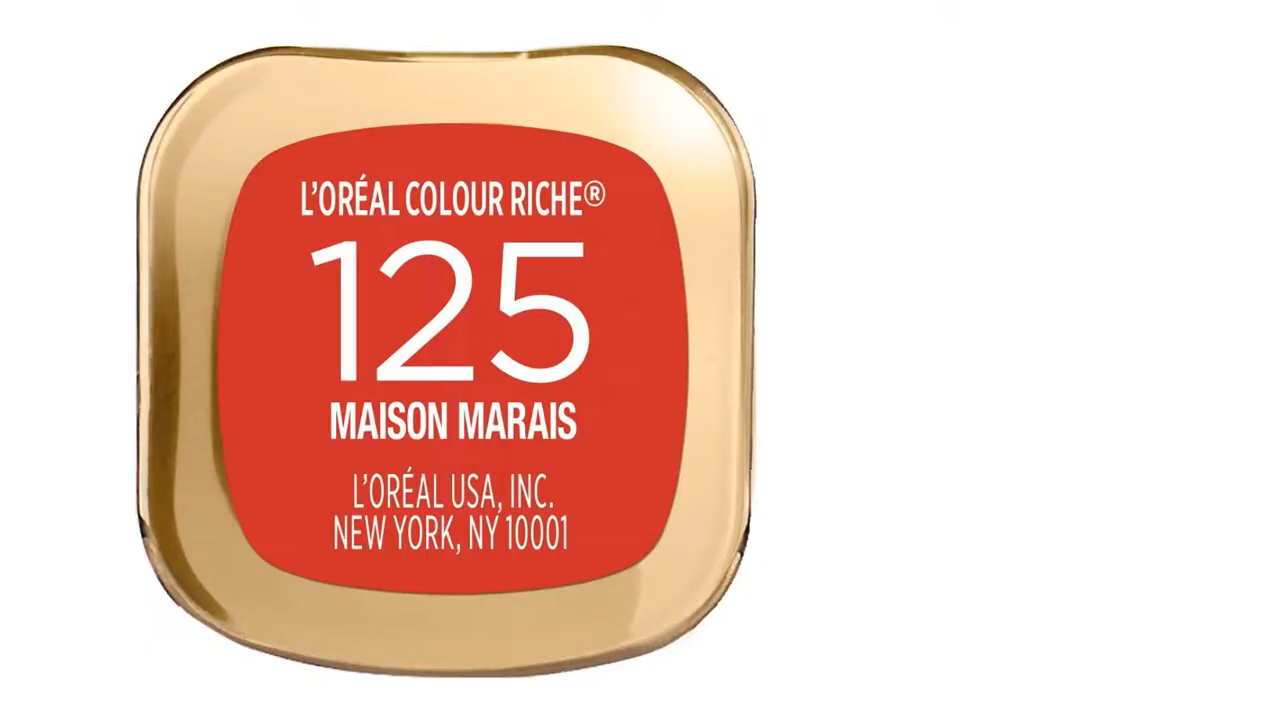 L’ORÉAL COLOUR RICHE®
125
MAISON MARAIS
L’ORÉAL USA, INC.
NEW YORK, NY 10001